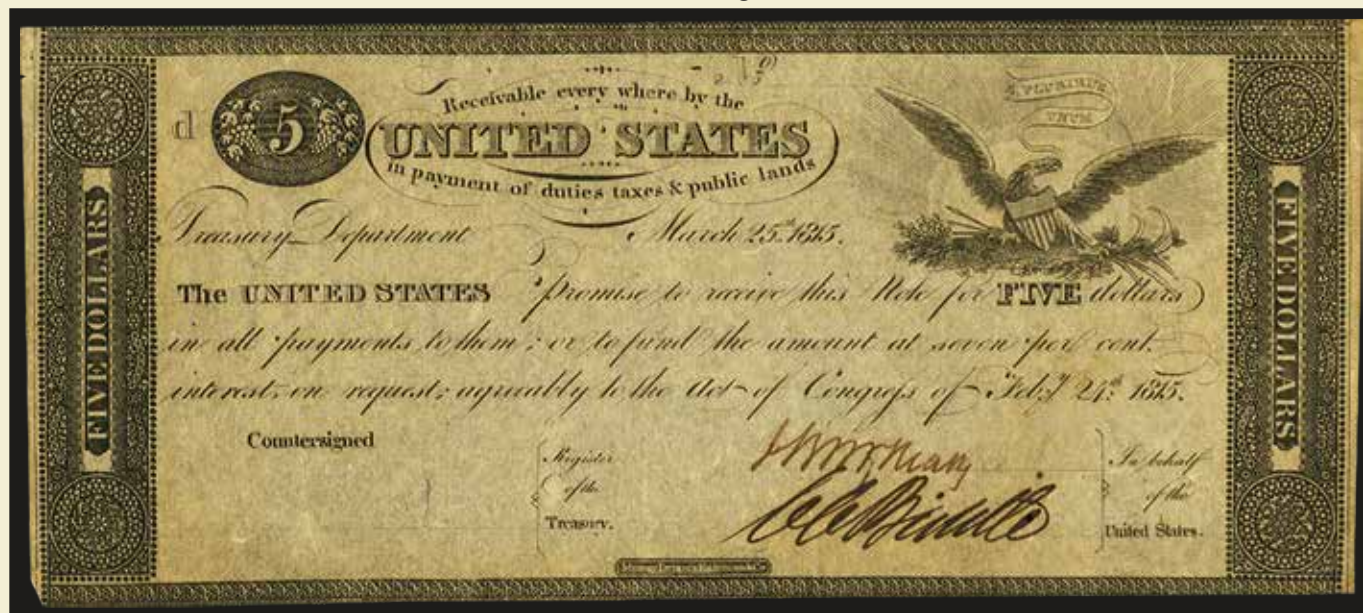 Receivable every where by the
UNITED STATES
in payment of duties taxes & public lands
d
5
E PLURIBUS
UNUM
Treasury Department March 25th 1815.
The UNITED STATES Promise to receive this Note for FIVE dollars
in all payments to them; or to fund the amount at seven per cent.
interest, on request; agreeably to the Act of Congress of Feby 24th 1815.
Countersigned
Register
of the
Treasury.
C C Biddle
In behalf
of the
United States.
FIVE DOLLARS
FIVE DOLLARS